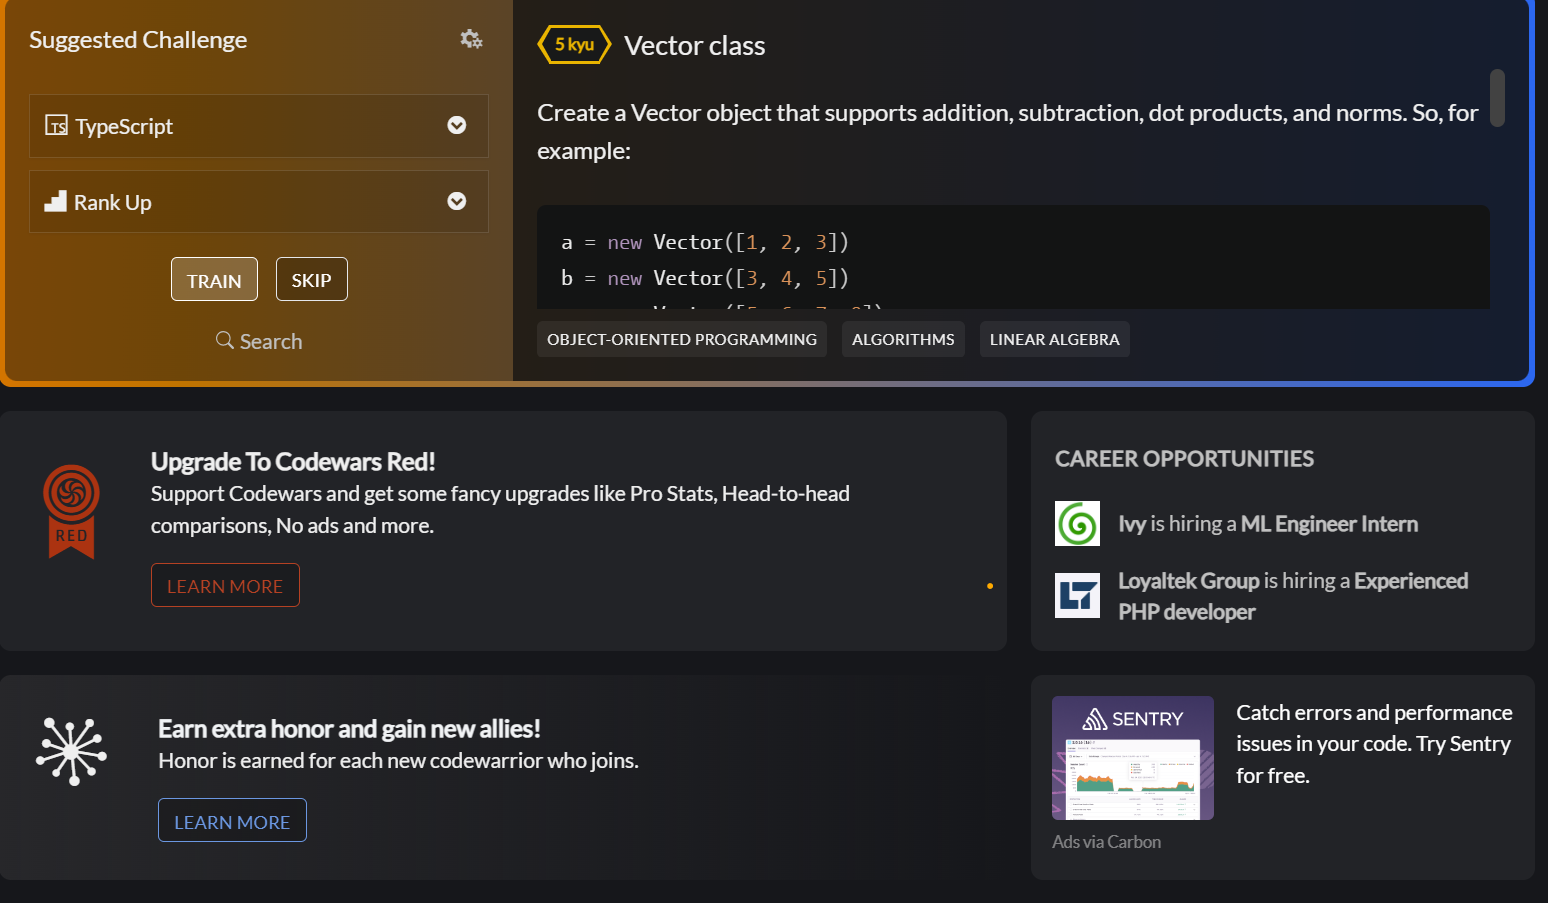 Suggested Challenge
TypeScript
Rank Up
TRAIN SKIP
Search
5 kyu Vector class
Create a Vector object that supports addition, subtraction, dot products, and norms. So, for
example:
a = new Vector([1, 2, 3])
b = new Vector([3, 4, 5])
OBJECT-ORIENTED PROGRAMMING ALGORITHMS LINEAR ALGEBRA
Upgrade To Codewars Red!
Support Codewars and get some fancy upgrades like Pro Stats, Head-to-head
comparisons, No ads and more.
RED
LEARN MORE
CAREER OPPORTUNITIES
Ivy is hiring a ML Engineer Intern
Loyaltek Group is hiring a Experienced
PHP developer
Earn extra honor and gain new allies!
Honor is earned for each new codewarrior who joins.
LEARN MORE
SENTRY
Catch errors and performance
issues in your code. Try Sentry
for free.
Ads via Carbon